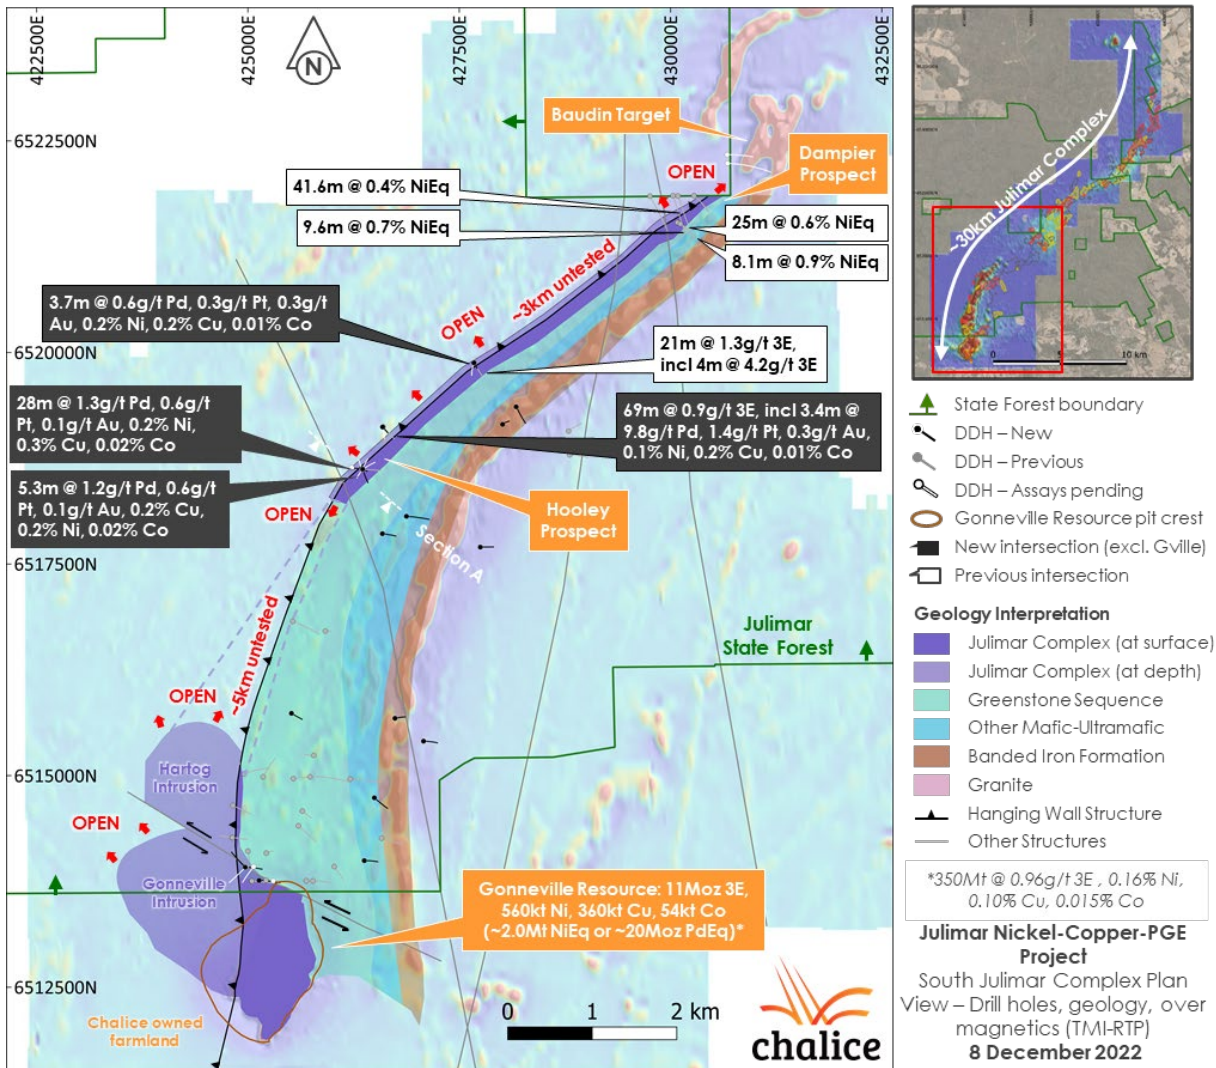 422500E
425000E
427500E
430000E
432500E
N
6522500N
6520000N
6517500N
6515000N
6512500N
Baudin Target
Dampier
Prospect
OPEN
41.6m @ 0.4% NiEq
9.6m @ 0.7% NiEq
25m @ 0.6% NiEq
8.1m @ 0.9% NiEq
~3km untested
3.7m @ 0.6g/t Pd, 0.3g/t Pt, 0.3g/t
Au, 0.2% Ni, 0.2% Cu, 0.01% Co
OPEN
21m @ 1.3g/t 3E,
incl 4m @ 4.2g/t 3E
28m @ 1.3g/t Pd, 0.6g/t
Pt, 0.1g/t Au, 0.2% Ni,
0.3% Cu, 0.02% Co
69m @ 0.9g/t 3E, incl 3.4m @
9.8g/t Pd, 1.4g/t Pt, 0.3g/t Au,
0.1% Ni, 0.2% Cu, 0.01% Co
5.3m @ 1.2g/t Pd, 0.6g/t
Pt, 0.1g/t Au, 0.2% Cu,
0.2% Ni, 0.02% Co
OPEN
Hooley
Prospect
Section A
~5km untested
Julimar
State Forest
OPEN
Hartog
Intrusion
OPEN
Gonneville
Intrusion
Gonneville Resource: 11Moz 3E,
560kt Ni, 360kt Cu, 54kt Co
(~2.0Mt NiEq or ~20Moz PdEq)*
Chalice owned
farmland
0 1 2 km
chalice
~30km Julimar Complex
0 5 10 km
State Forest boundary
DDH – New
DDH – Previous
DDH – Assays pending
Gonneville Resource pit crest
New intersection (excl. Gville)
Previous intersection
Geology Interpretation
Julimar Complex (at surface)
Julimar Complex (at depth)
Greenstone Sequence
Other Mafic-Ultramafic
Banded Iron Formation
Granite
Hanging Wall Structure
Other Structures
*350Mt @ 0.96g/t 3E , 0.16% Ni,
0.10% Cu, 0.015% Co
Julimar Nickel-Copper-PGE
Project
South Julimar Complex Plan
View – Drill holes, geology, over
magnetics (TMI-RTP)
8 December 2022